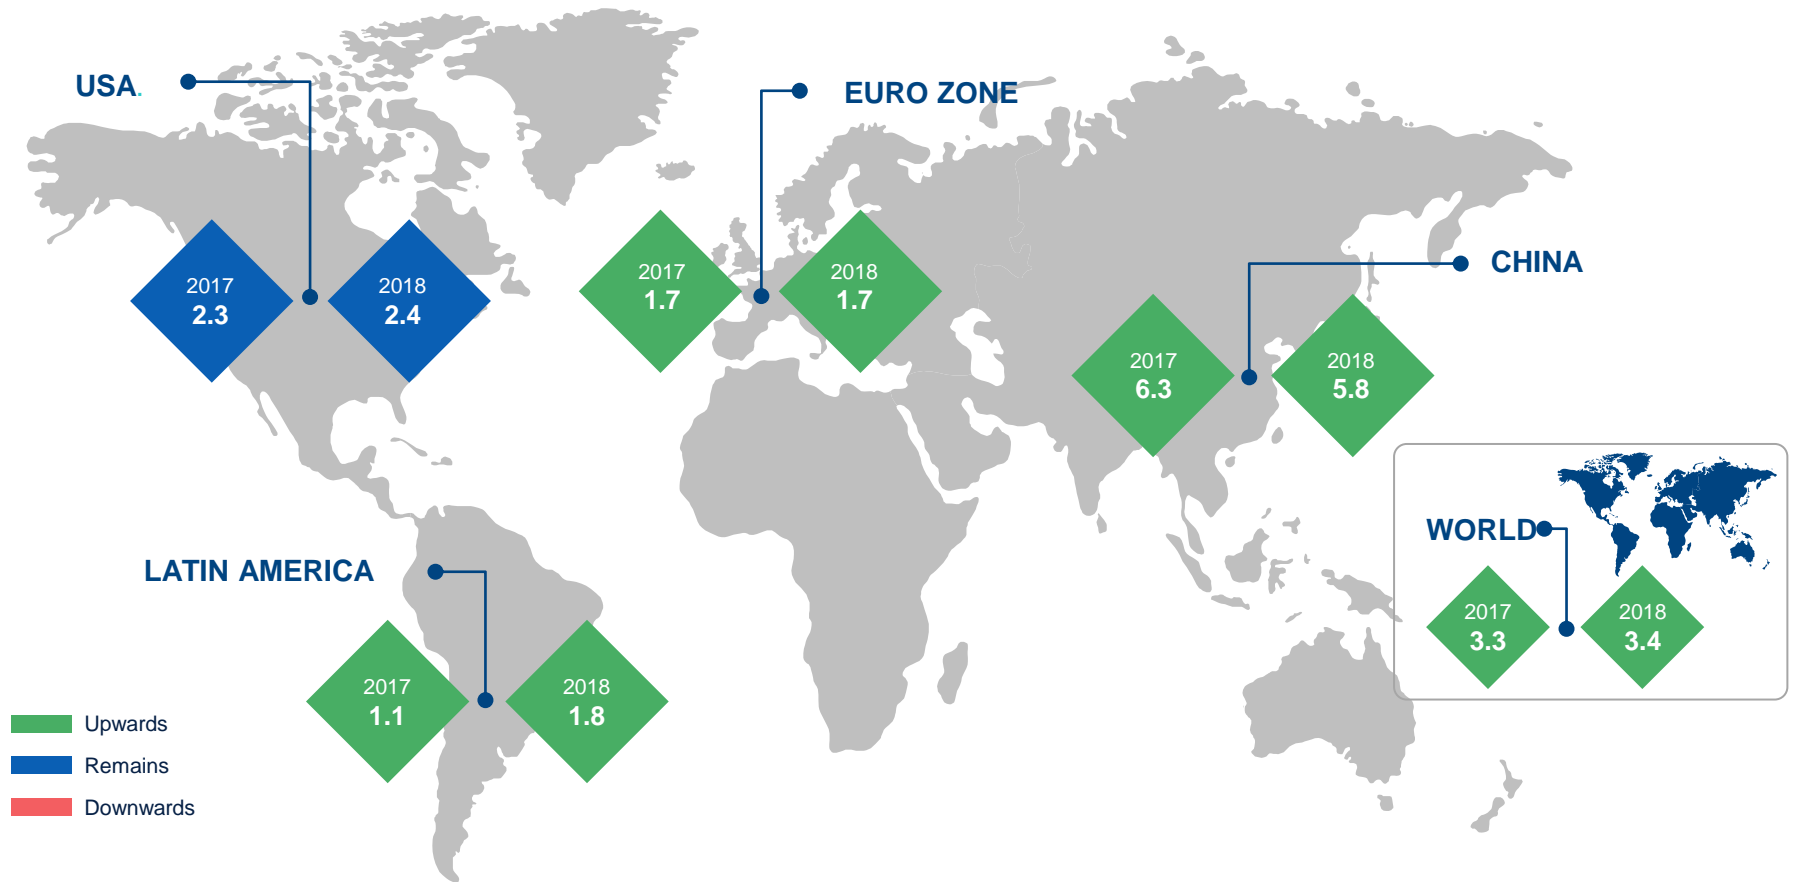 USA.
2017
2.3
2018
2.4
EURO ZONE
2017
1.7
2018
1.7
CHINA
2017
6.3
2018
5.8
LATIN AMERICA
2017
1.1
2018
1.8
WORLD
2017
3.3
2018
3.4
Upwards
Remains
Downwards